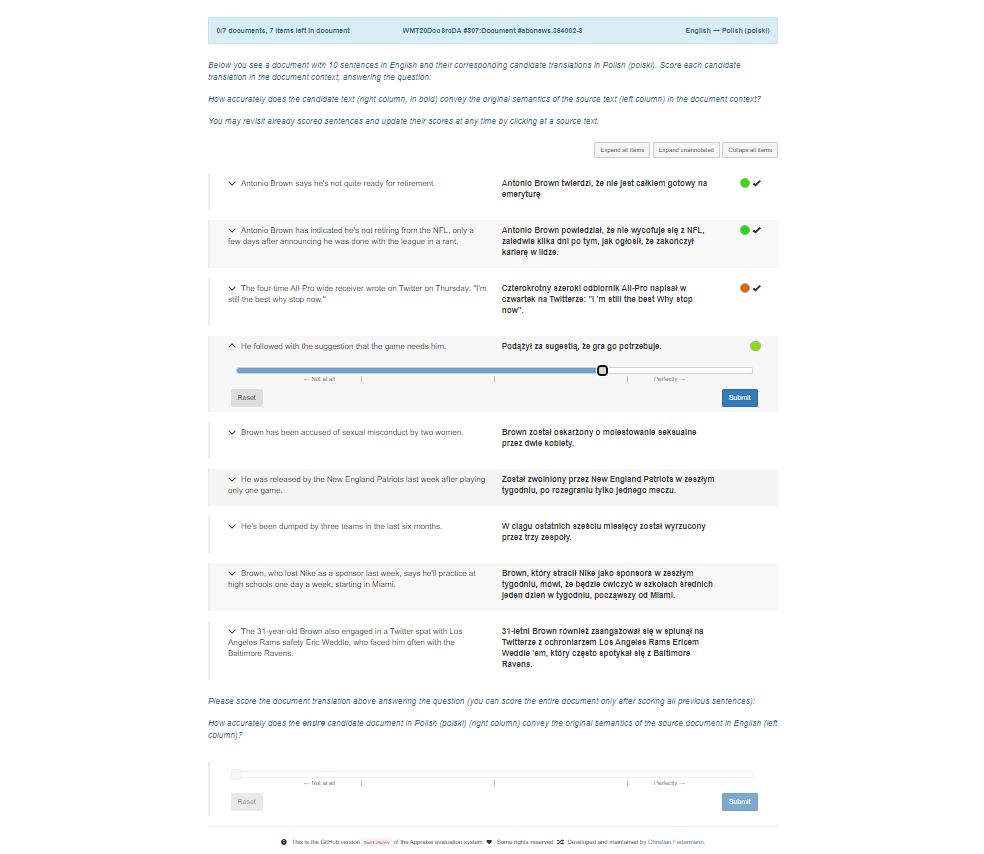 0/7 documents, 7 items left in document
WMT20DocSrcDA #307:Document #abcnews.384002-3
English → Polish (polski)
Below you see a document with 10 sentences in English and their corresponding candidate translations in Polish (polski). Score each candidate
translation in the document context, answering the question:
How accurately does the candidate text (right column, in bold) convey the original semantics of the source text (left column) in the document context?
You may revisit already scored sentences and update their scores at any time by clicking at a source text.
Expand all items
Expand unannotated
Collaps all items
Antonio Brown says he's not quite ready for retirement
Antonio Brown twierdzi, że nie jest całkiem gotowy na
emeryturę
Antonio Brown has indicated he's not retiring from the NFL, only a
few days after announcing he was done with the league in a rant.
Antonio Brown powiedział, że nie wycofuje się z NFL,
zaledwie kilka dni po tym, jak ogłosił, że zakończył
karierę w lidze.
The four-time All-Pro wide receiver wrote on Twitter on Thursday: "I'm
still the best why stop now."
Czterokrotny szeroki odbiornik All-Pro napisał w
czwartek na Twitterze: "I 'm still the best Why stop
now".
He followed with the suggestion that the game needs him.
Podążył za sugestią, że gra go potrzebuje.
← Not at all
Perfectly →
Reset
Submit
Brown has been accused of sexual misconduct by two women.
Brown został oskarżony o molestowanie seksualne
przez dwie kobiety.
He was released by the New England Patriots last week after playing
only one game.
Został zwolniony przez New England Patriots w zeszłym
tygodniu, po rozegraniu tylko jednego meczu.
He's been dumped by three teams in the last six months.
W ciągu ostatnich sześciu miesięcy został wyrzucony
przez trzy zespoły.
Brown, who lost Nike as a sponsor last week, says he'll practice at
high schools one day a week, starting in Miami.
Brown, który stracił Nike jako sponsora w zeszłym
tygodniu, mówi, że będzie ćwiczyć w szkołach średnich
jeden dzień w tygodniu, począwszy od Miami.
The 31-year-old Brown also engaged in a Twitter spat with Los
Angeles Rams safety Eric Weddle, who faced him often with the
Baltimore Ravens.
31-letni Brown również zaangażował się w splunął na
Twitterze z ochroniarzem Los Angeles Rams Ericem
Weddle 'em, który często spotykał się z Baltimore
Ravens.
Please score the document translation above answering the question (you can score the entire document only after scoring all previous sentences):
How accurately does the entire candidate document in Polish (polski) (right column) convey the original semantics of the source document in English (left
column)?
← Not at all
Perfectly →
Reset
Submit
This is the GitHub version of the Appraise evaluation system. Some rights reserved. Developed and maintained by Christian Federmann.